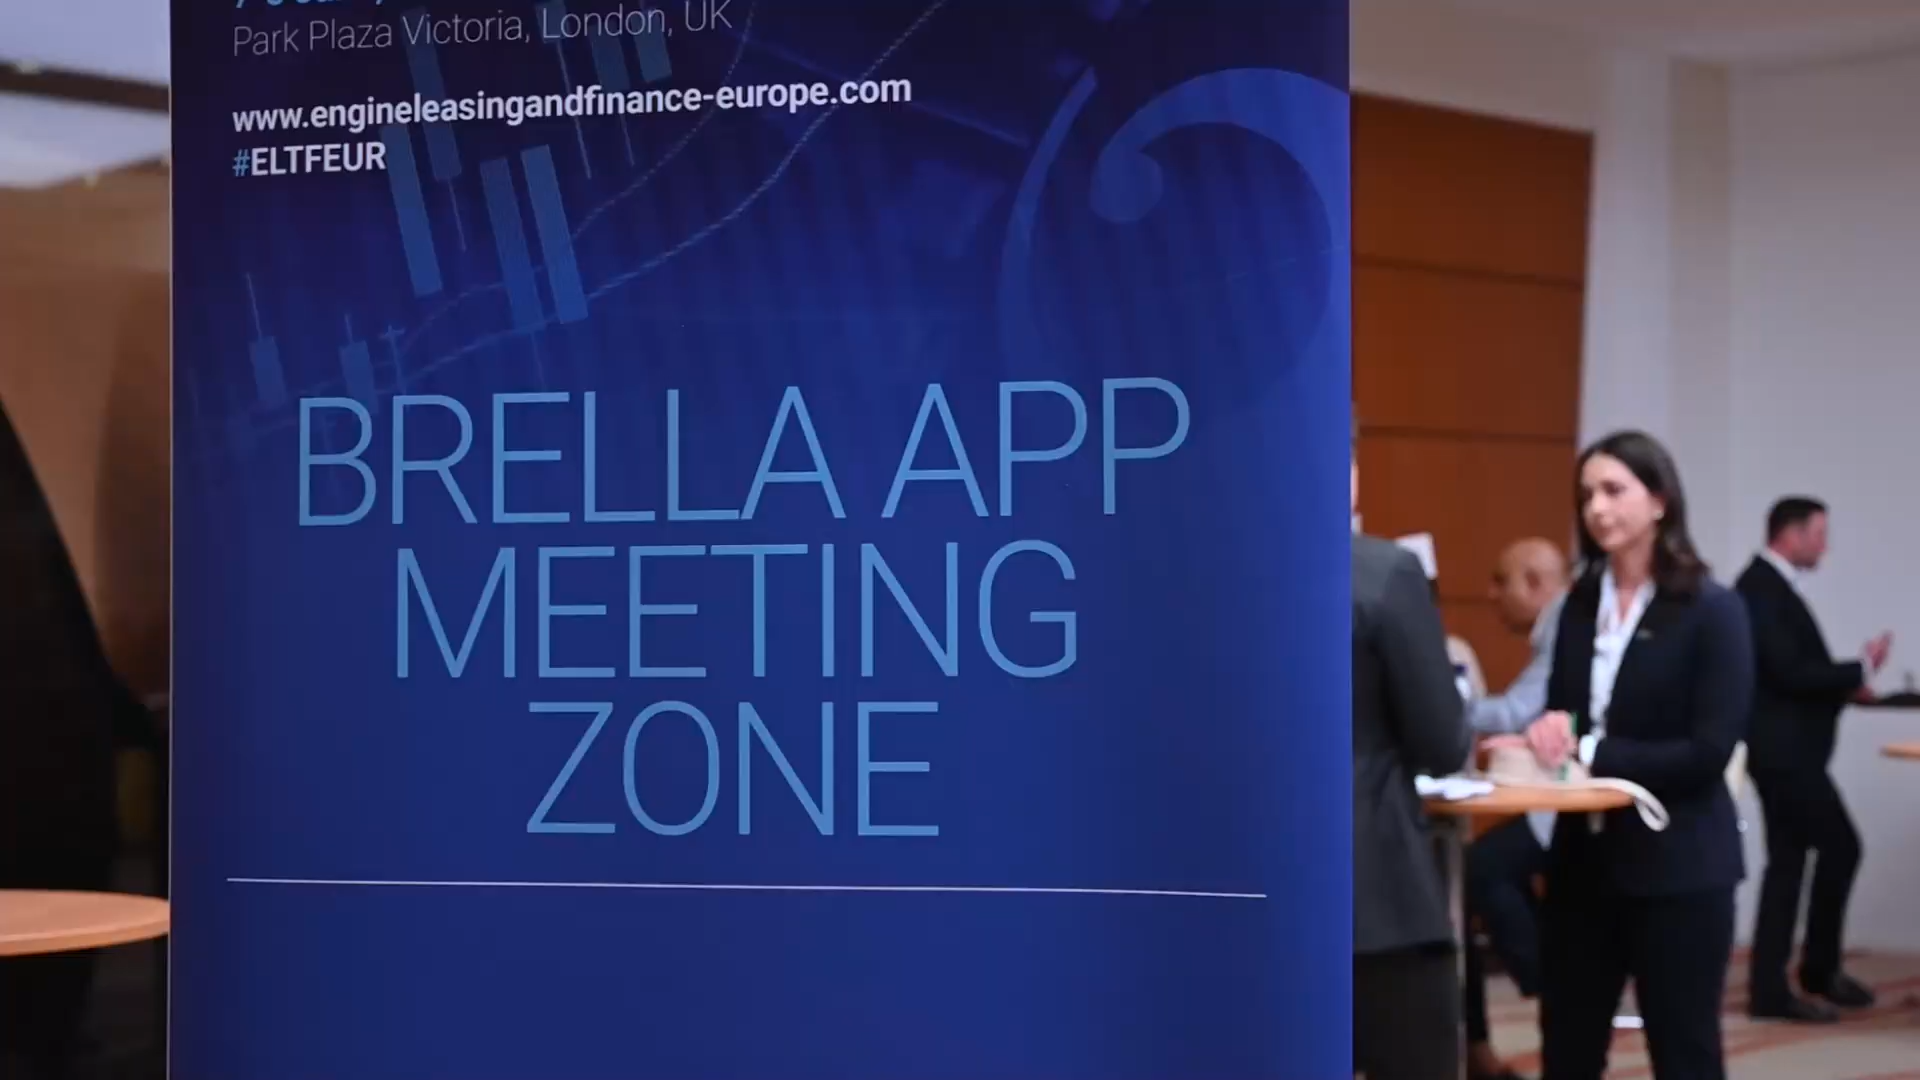 Park Plaza Victoria, London, UK
www.engineleasingandfinance-europe.com
#ELTFEUR
BRELLA APP
MEETING
ZONE